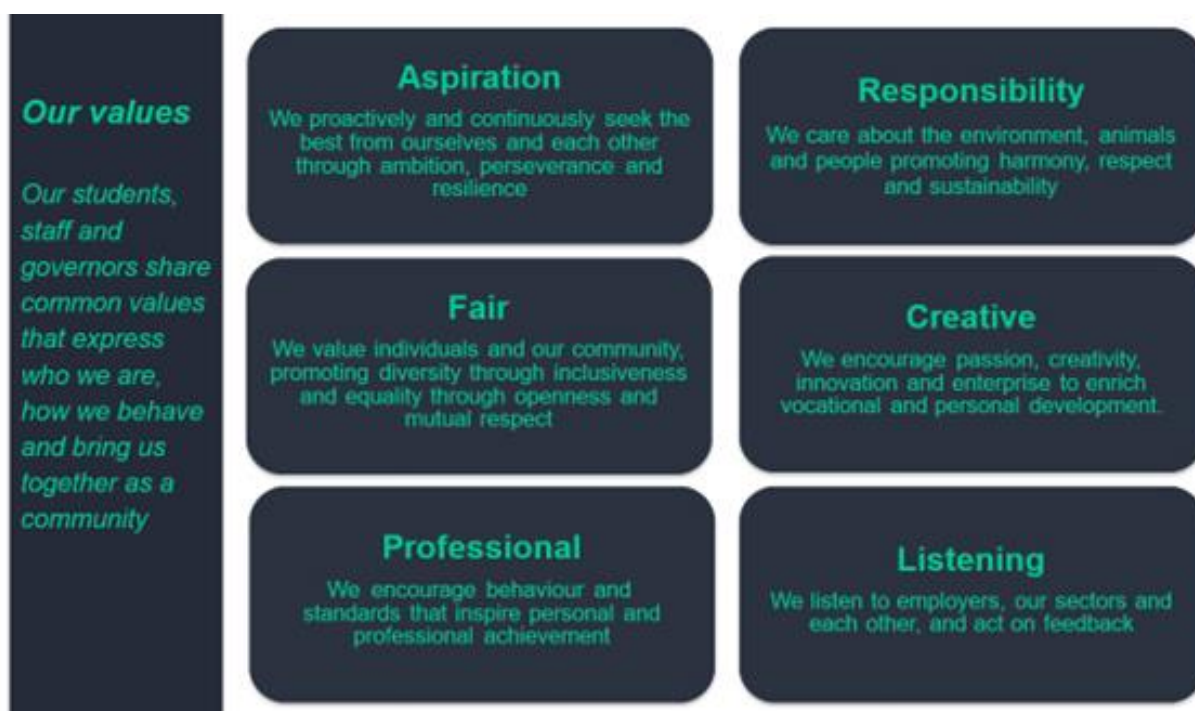 Our values
Our students,
staff and
governors share
common values
that express
who we are,
how we behave
and bring us
together as a
community
Aspiration
We proactively and continuously seek the
best from ourselves and each other
through ambition, perseverance and
resilience
Responsibility
We care about the environment, animals
and people promoting harmony, respect
and sustainability
Fair
We value individuals and our community,
promoting diversity through inclusiveness
and equality through openness and
mutual respect
Creative
We encourage passion, creativity,
innovation and enterprise to enrich
vocational and personal development.
Professional
We encourage behaviour and
standards that inspire personal and
professional achievement
Listening
We listen to employers, our sectors and
each other, and act on feedback